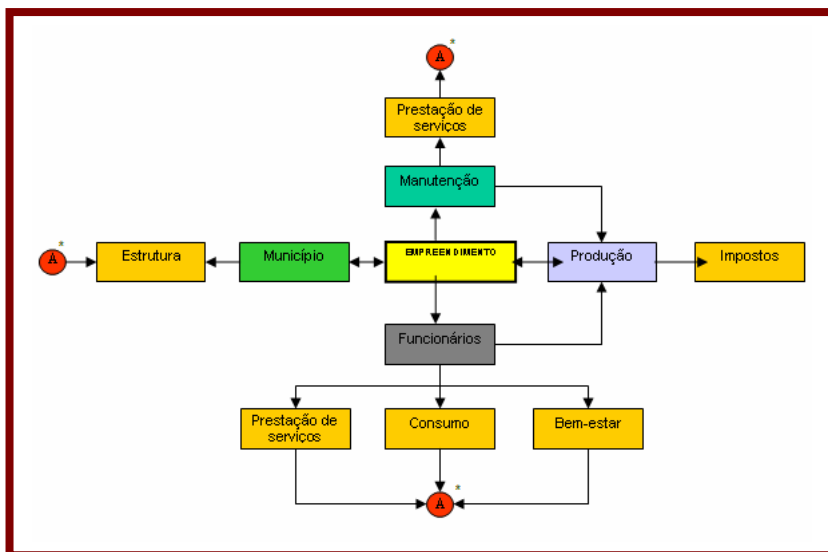 A *
Prestação de
serviços
Manutenção
A *
Estrutura
Município
EMPREENDIMENTO
Produção
Impostos
Funcionários
Prestação de
serviços
Consumo
Bem-estar
A *